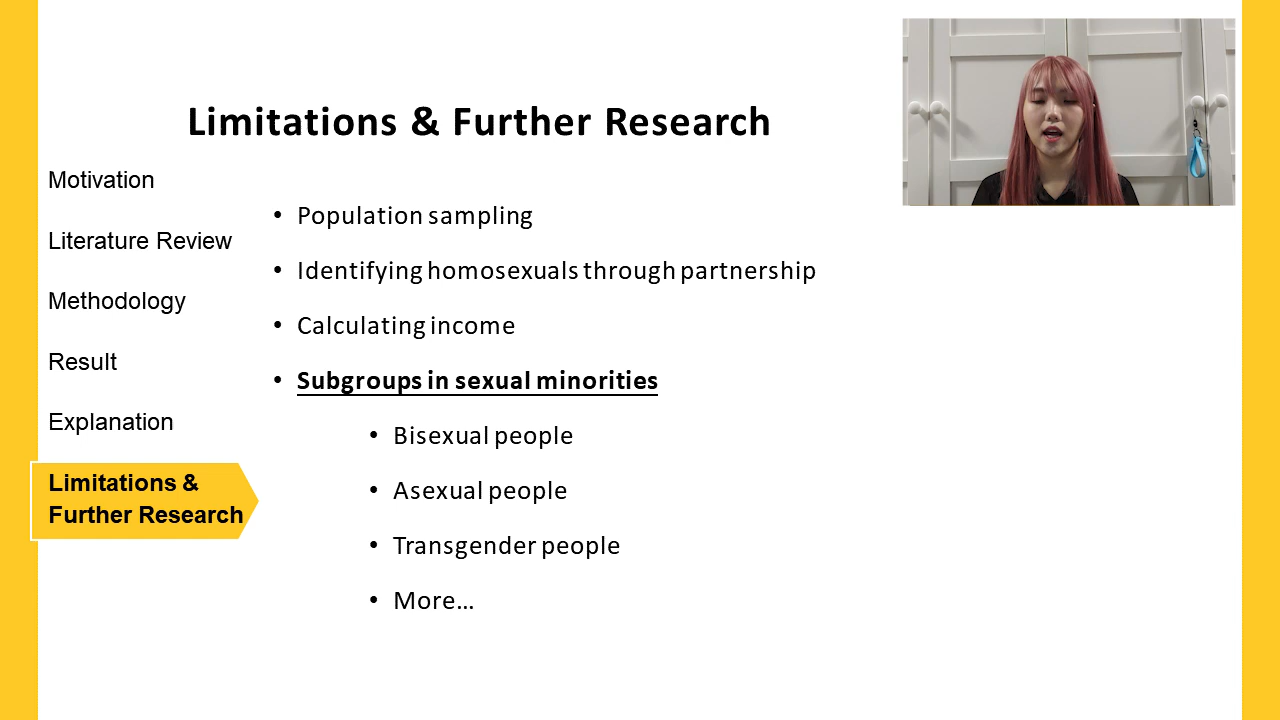 Limitations & Further Research
Motivation
Literature Review
Methodology
Result
Explanation
Limitations &
Further Research
• Population sampling
• Identifying homosexuals through partnership
• Calculating income
• Subgroups in sexual minorities
• Bisexual people
• Asexual people
• Transgender people
• More…